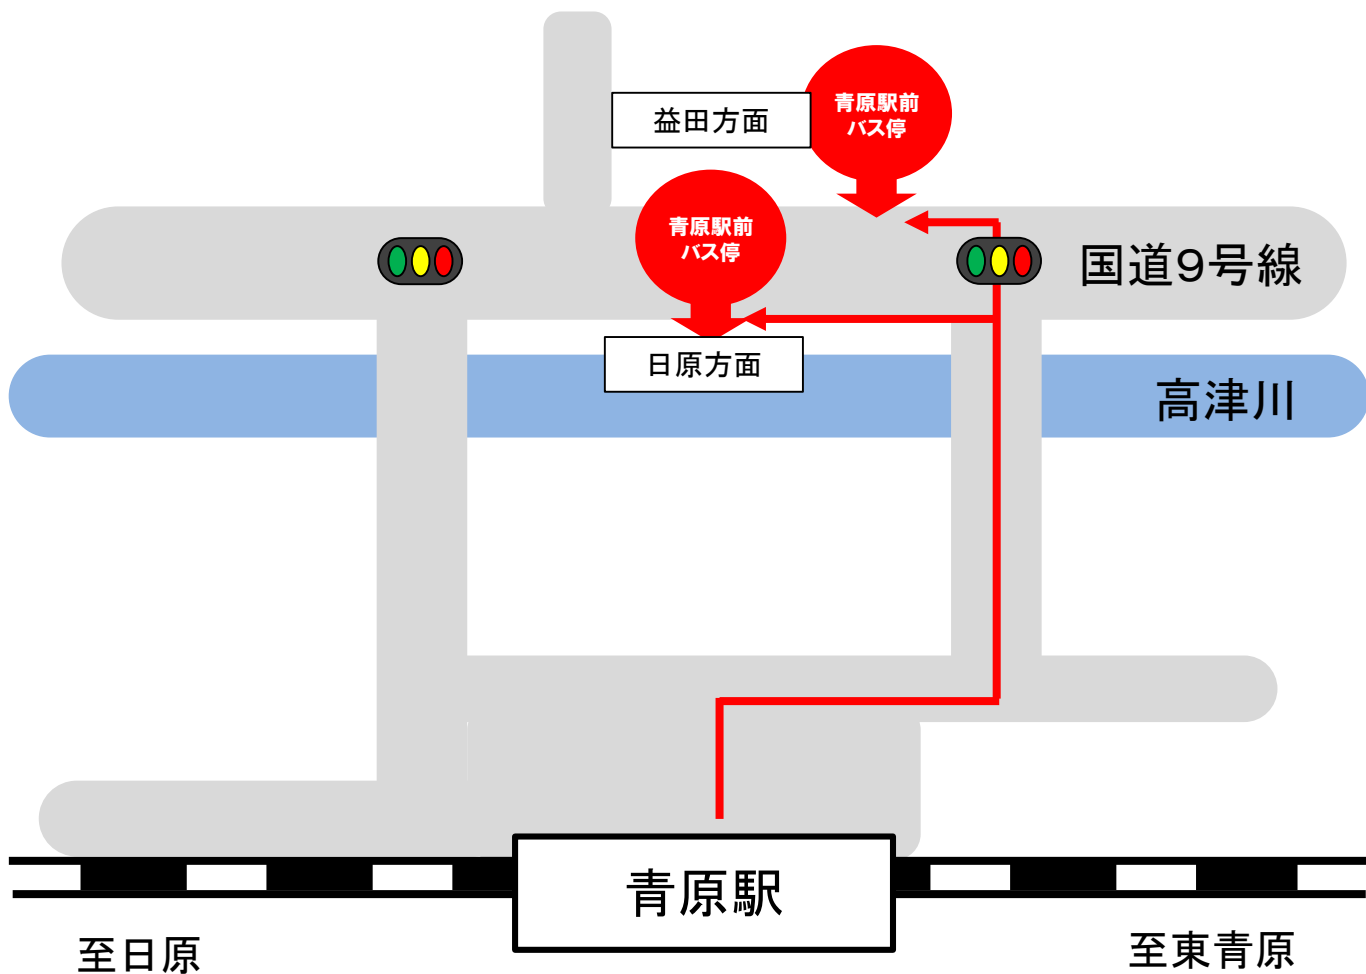 青原駅前
バス停
益田方面
青原駅前
バス停
国道9号線
日原方面
高津川
青原駅
至日原
至東青原